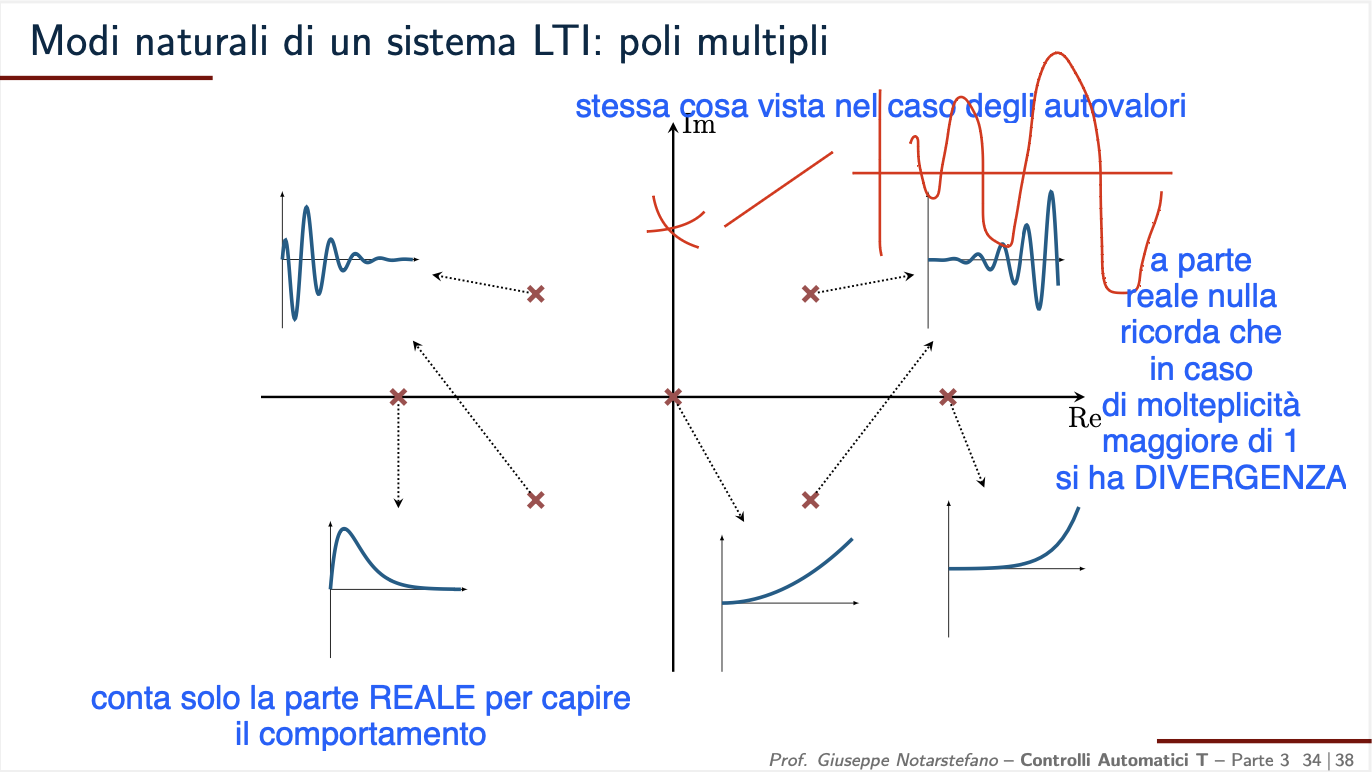 Modi naturali di un sistema LTI: poli multipli
stessa cosa vista nel caso degli autovalori
Im
a parte
reale nulla
ricorda che
in caso
di molteplicità
Re
maggiore di 1
si ha DIVERGENZA
conta solo la parte REALE per capire
il comportamento
Prof. Giuseppe Notarstefano – Controlli Automatici T – Parte 3 34 | 38